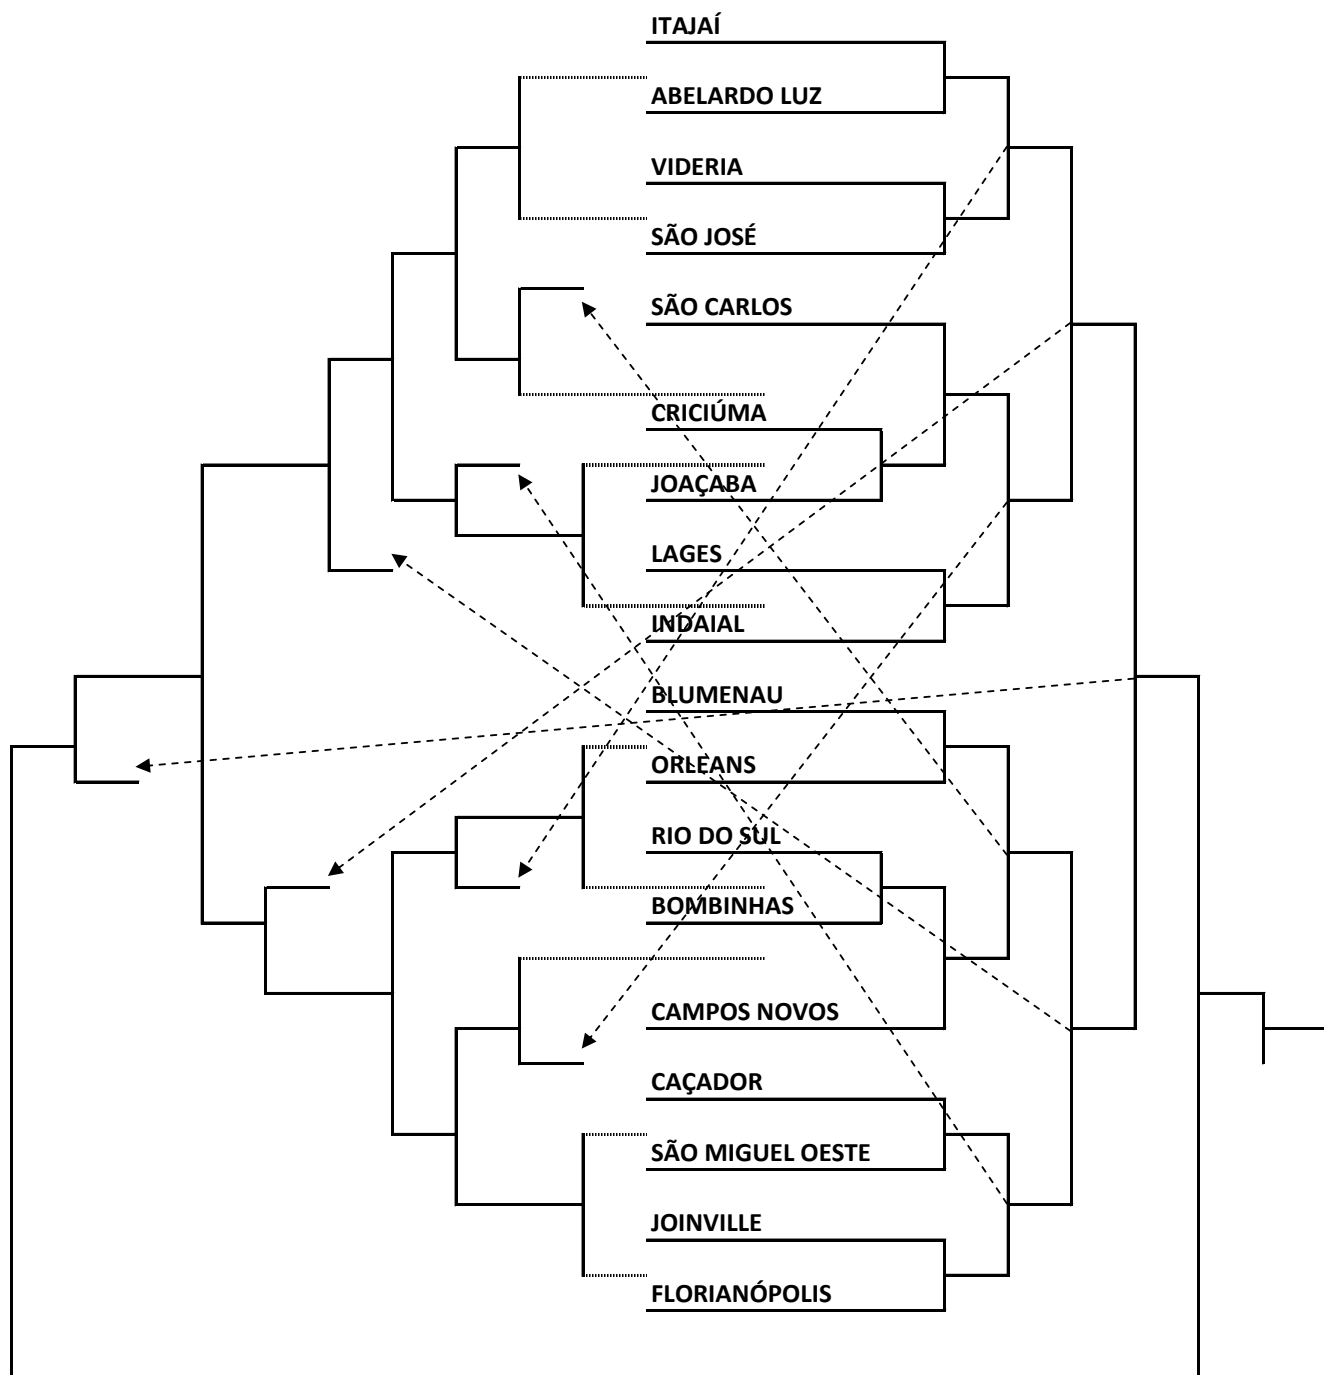 ITAJAÍ
ABELARDO LUZ
VIDERIA
SÃO JOSÉ
SÃO CARLOS
CRICIÚMA
JOAÇABA
LAGES
INDAIAL
BLUMENAU
ORLEANS
RIO DO SUL
BOMBINHAS
CAMPOS NOVOS
CAÇADOR
SÃO MIGUEL OESTE
JOINVILLE
FLORIANÓPOLIS